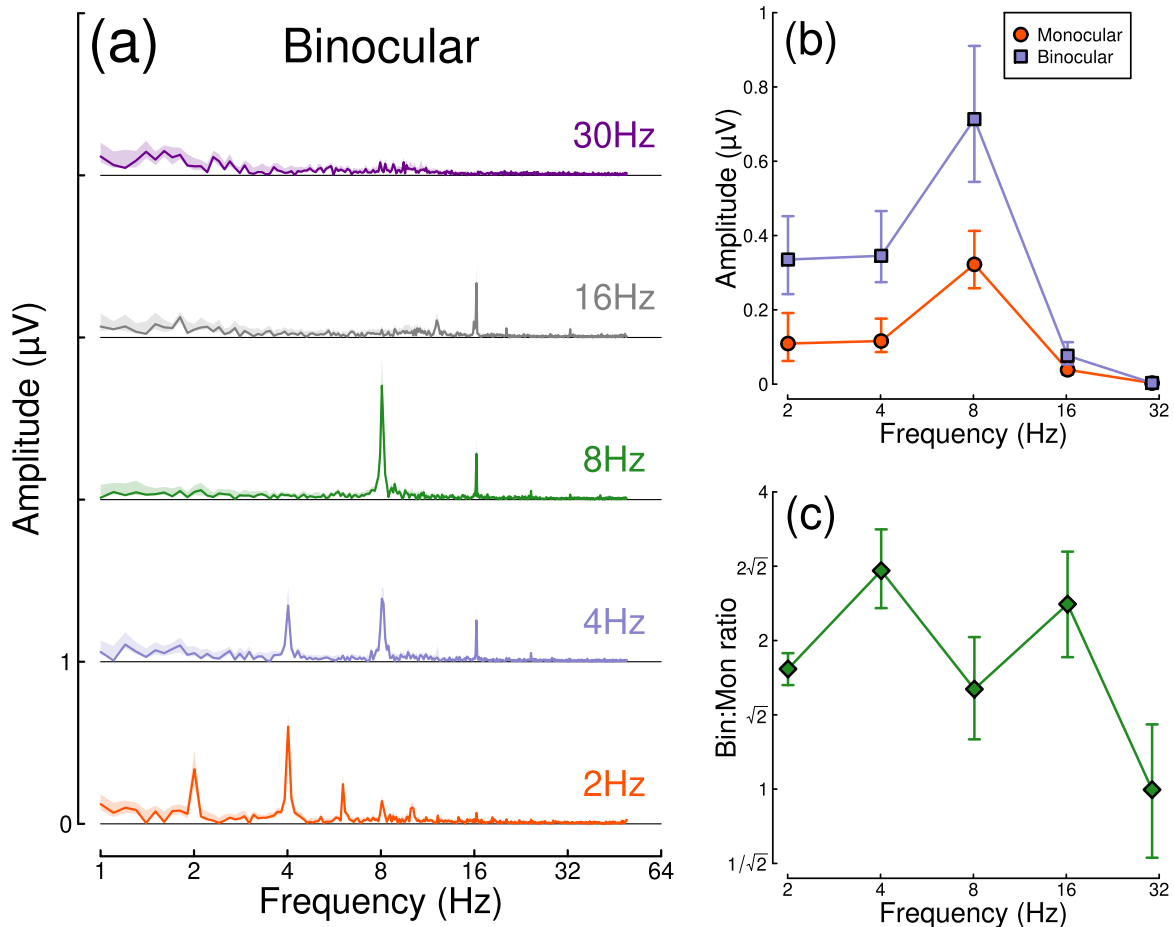 (a) Binocular
30Hz
16Hz
8Hz
4Hz
2Hz
Amplitude (µV)
1
0
1 2 4 8 16 32 64
Frequency (Hz)
(b)
Monocular
Binocular
Amplitude (µV)
1
0.8
0.6
0.4
0.2
0
2 4 8 16 32
Frequency (Hz)
(c)
Bin:Mon ratio
4
2√2
2
√2
1
1/√2
2 4 8 16 32
Frequency (Hz)